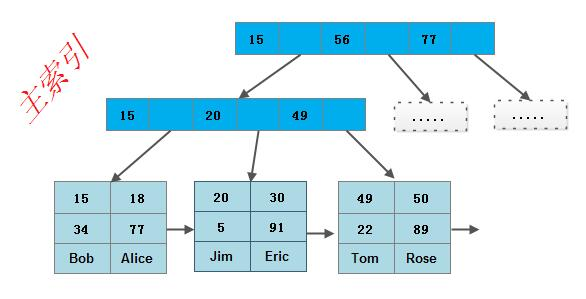 主索引
15 56 77
15 20 49
..... .....
15 18 20 30 49 50
34 77 5 91 22 89
Bob Alice Jim Eric Tom Rose